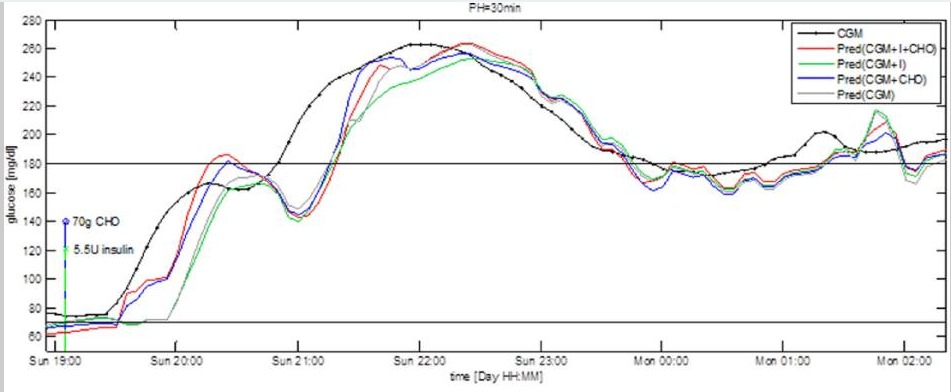 PH=30min
280
260
240
220
200
180
160
140
120
100
80
60
glucose [mg/dl]
CGM
Pred(CGM+I+CHO)
Pred(CGM+I)
Pred(CGM+CHO)
Pred(CGM)
70g CHO
5.5U insulin
Sun 19:00 Sun 20:00 Sun 21:00 Sun 22:00 Sun 23:00 Mon 00:00 Mon 01:00 Mon 02:00
time [Day HH:MM]